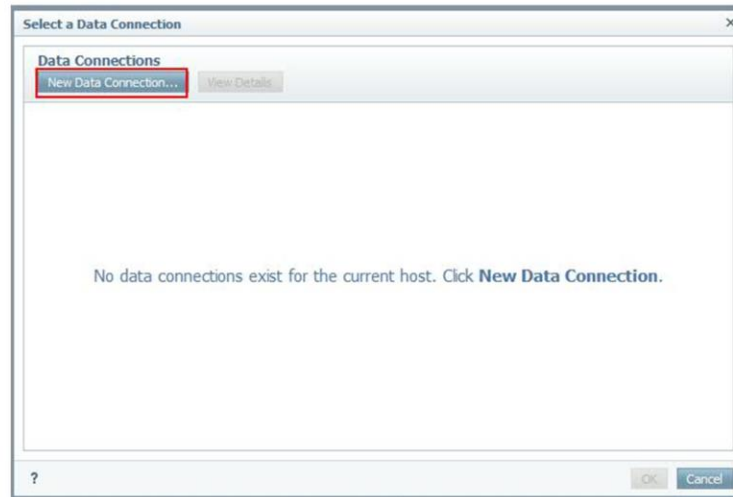 Select a Data Connection
Data Connections
New Data Connection... View Details
No data connections exist for the current host. Click New Data Connection.
? OK Cancel